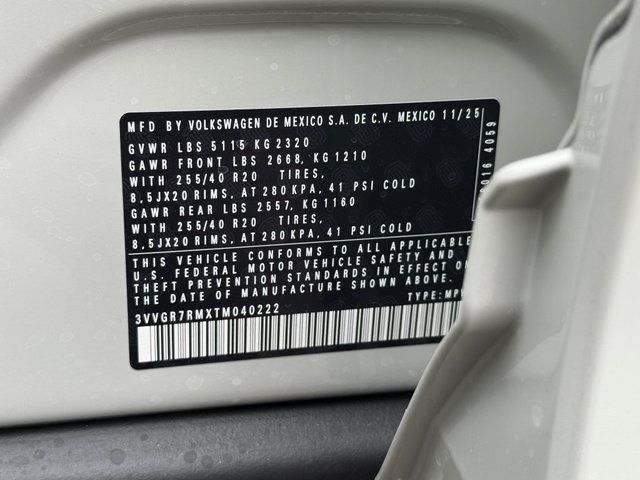 MFD BY VOLKSWAGEN DE MEXICO S.A. DE C.V. MEXICO 11/25
GVWR LBS 5115 KG 2320
GAWR FRONT LBS 2668, KG 1210
WITH 255/40 R20 TIRES,
8,5JX20 RIMS, AT 280 KPA, 41 PSI COLD
GAWR REAR LBS 2557, KG 1160
WITH 255/40 R20 TIRES,
8,5JX20 RIMS, AT 280 KPA, 41 PSI COLD
THIS VEHICLE CONFORMS TO ALL APPLICABLE
U.S. FEDERAL MOTOR VEHICLE SAFETY AND
THEFT PREVENTION STANDARDS IN EFFECT ON
THE DATE OF MANUFACTURE SHOWN ABOVE.
3VVGR7RMXTM040222
TYPE:
4059